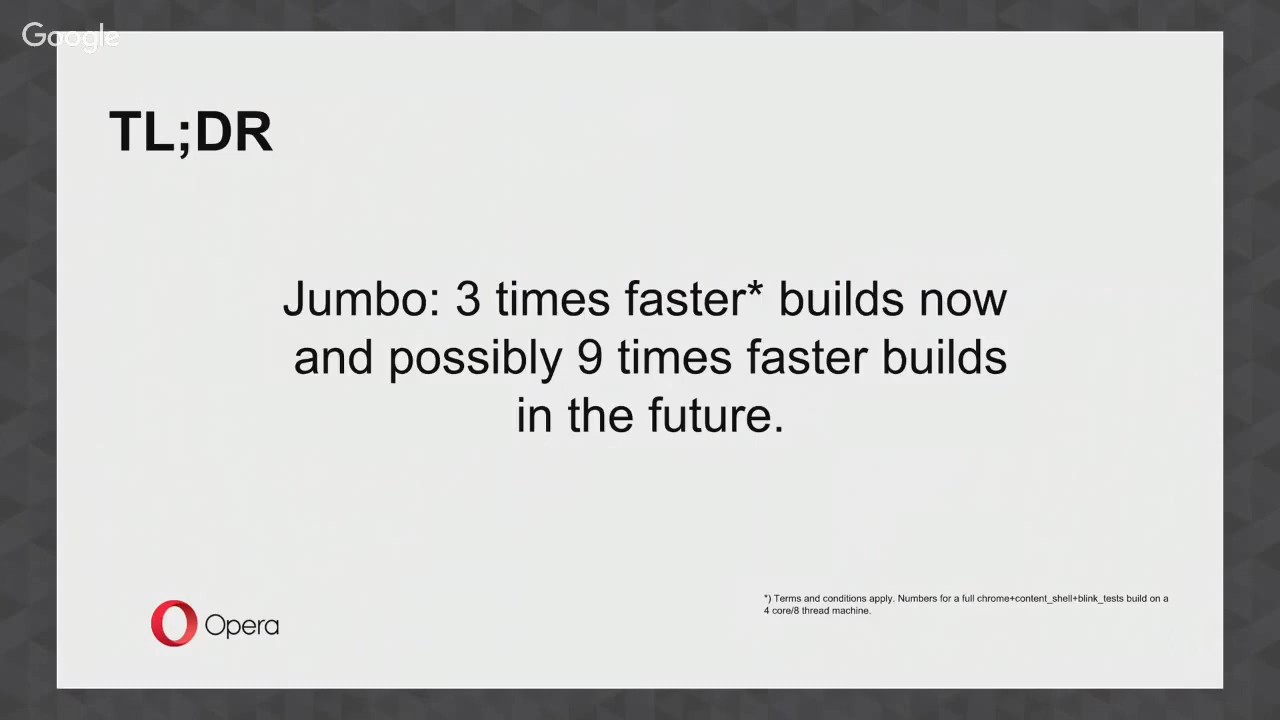 Google
TL;DR
Jumbo: 3 times faster* builds now
and possibly 9 times faster builds
in the future.
*) Terms and conditions apply. Numbers for a full chrome+content_shell+blink_tests build on a
4 core/8 thread machine.
Opera